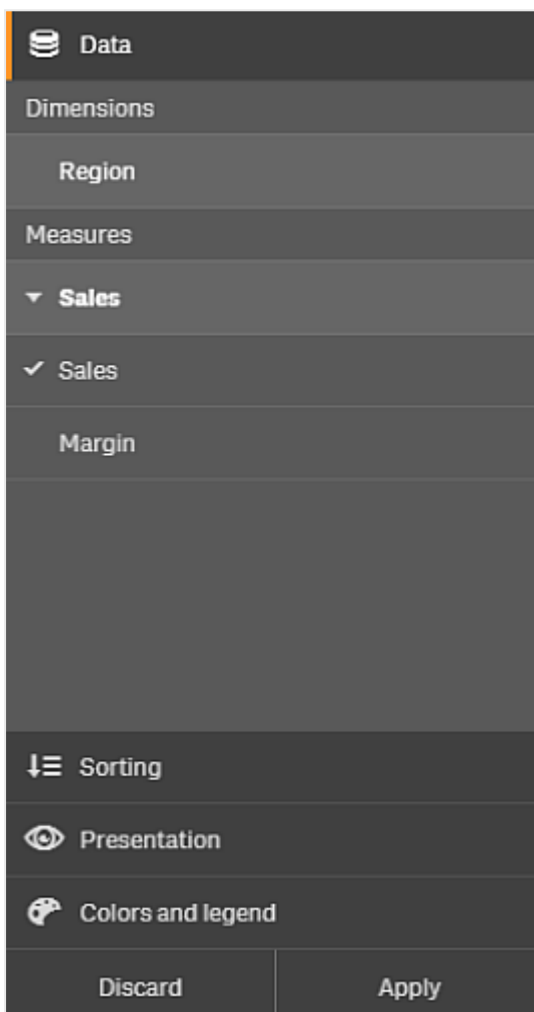 Data
Dimensions
Region
Measures
Sales
Sales
Margin
Sorting
Presentation
Colors and legend
Discard Apply